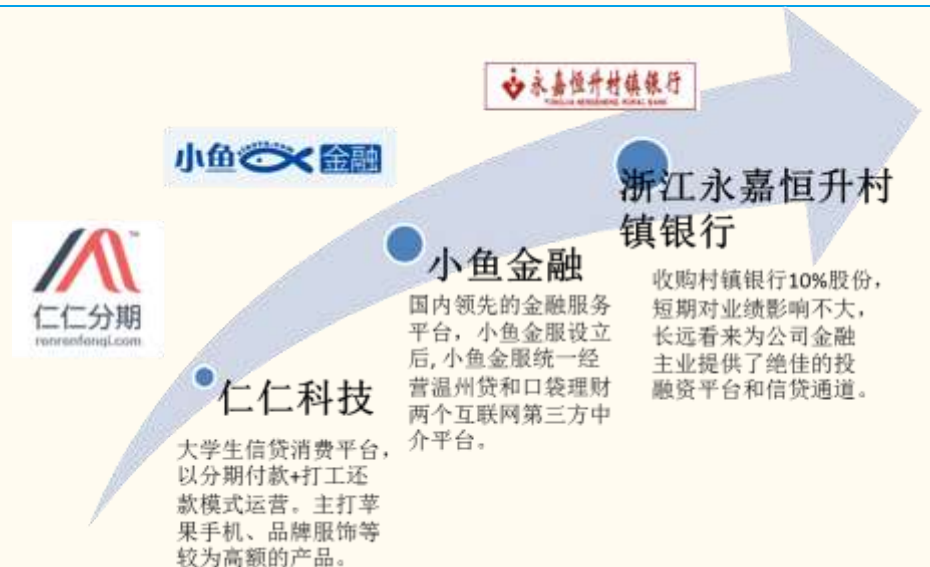 永嘉恒升村镇银行
YONGJIA HENGSHENG RURAL BANK
小鱼 金融
仁仁分期
renrenfenqi.com
TM
浙江永嘉恒升村
镇银行
收购村镇银行10%股份，
短期对业绩影响不大，
长远看来为公司金融
主业提供了绝佳的投
融资平台和信贷通道。
小鱼金融
国内领先的金融服务
平台，小鱼金服设立
后,小鱼金服统一经
营温州贷和口袋理财
两个互联网第三方中
介平台。
仁仁科技
大学生信贷消费平台，
以分期付款+打工还
款模式运营。主打苹
果手机、品牌服饰等
较为高额的产品。